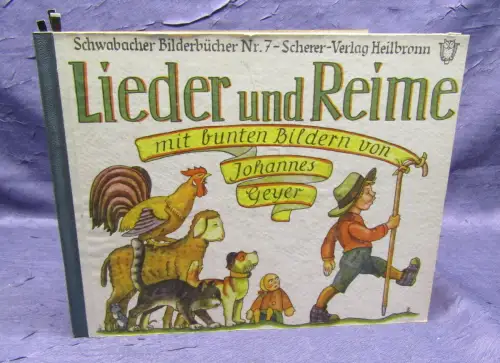 Schwabacher Bilderbücher Nr. 7 - Scherer-Verlag Heilbronn
Lieder und Reime
mit bunten Bildern von
Johannes
Geyer